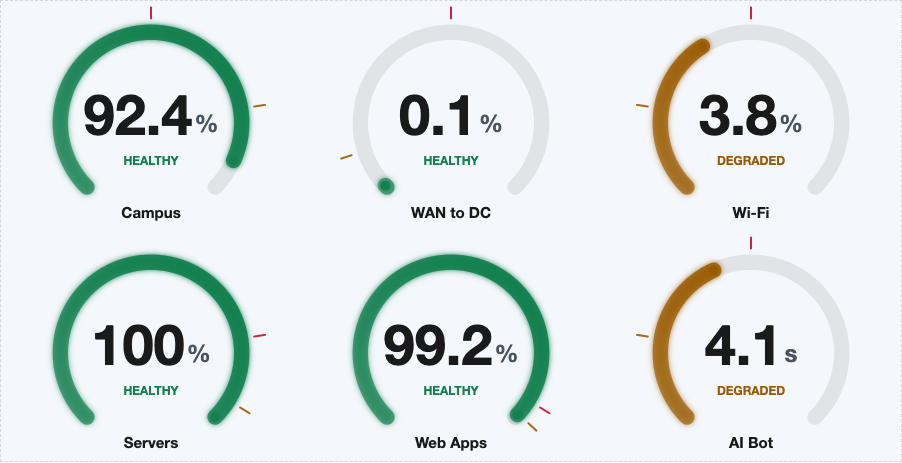 92.4%
HEALTHY
Campus
0.1%
HEALTHY
WAN to DC
3.8%
DEGRADED
Wi-Fi
100%
HEALTHY
Servers
99.2%
HEALTHY
Web Apps
4.1s
DEGRADED
AI Bot